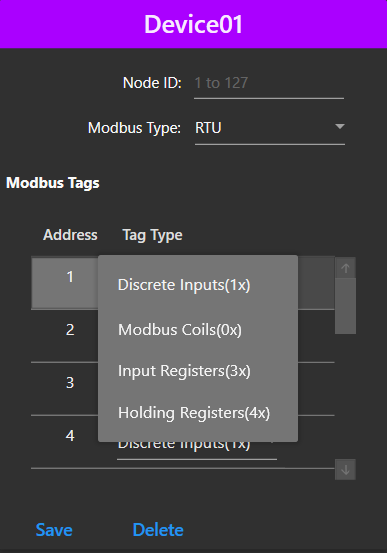 Device01
Node ID: 1 to 127
Modbus Type: RTU
Modbus Tags
Address Tag Type
1
Discrete Inputs(1x)
2 Modbus Coils(0x)
3 Input Registers(3x)
Holding Registers(4x)
4 Discrete Inputs(1x)
Save Delete